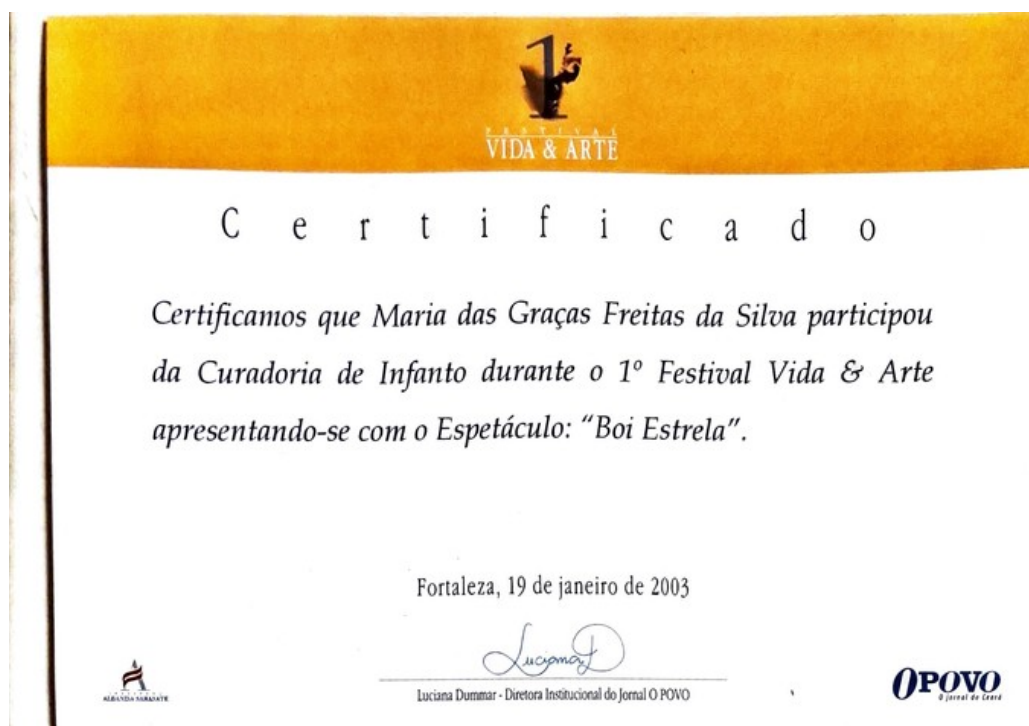 1
FESTIVAL
VIDA & ARTE
Certificado
Certificamos que Maria das Graças Freitas da Silva participou
da Curadoria de Infanto durante o 1º Festival Vida & Arte
apresentando-se com o Espetáculo: "Boi Estrela".
Fortaleza, 19 de janeiro de 2003
Luciana D
Luciana Dummar - Diretora Institucional do Jornal O POVO
O POVO
O jornal do Ceará